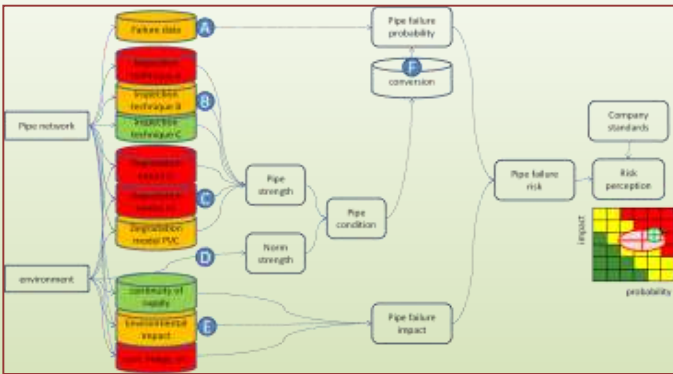 Failure data
A
Pipe failure
probability
F
conversion
Inspection
technique B
B
Inspection
technique C
Pipe network
Company
standards
C
Pipe
strength
Pipe failure
risk
Risk
perception
Degradation
model PVC
Pipe
condition
D
Norm
strength
impact
environment
probability
continuity of
supply
Environmental
impact
E
Pipe failure
impact